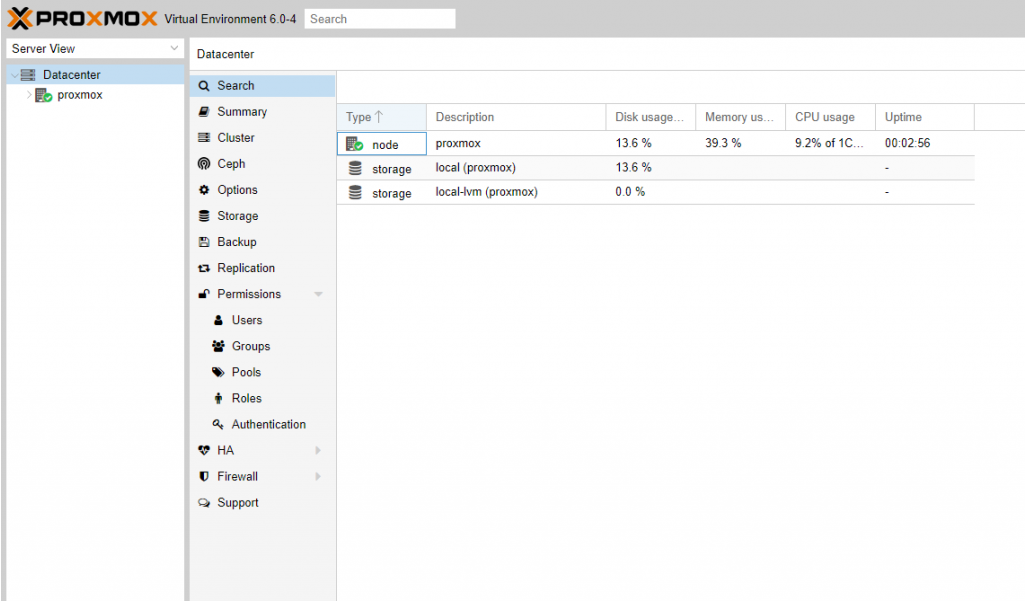 PROXMOX Virtual Environment 6.0-4 Search
Server View
Datacenter
proxmox
Datacenter
Search
Summary
Cluster
Ceph
Options
Storage
Backup
Replication
Permissions
Users
Groups
Pools
Roles
Authentication
HA
Firewall
Support
Type Description Disk usage... Memory us... CPU usage Uptime
node proxmox 13.6 % 39.3 % 9.2% of 1C... 00:02:56
storage local (proxmox) 13.6 % -
storage local-lvm (proxmox) 0.0 % -